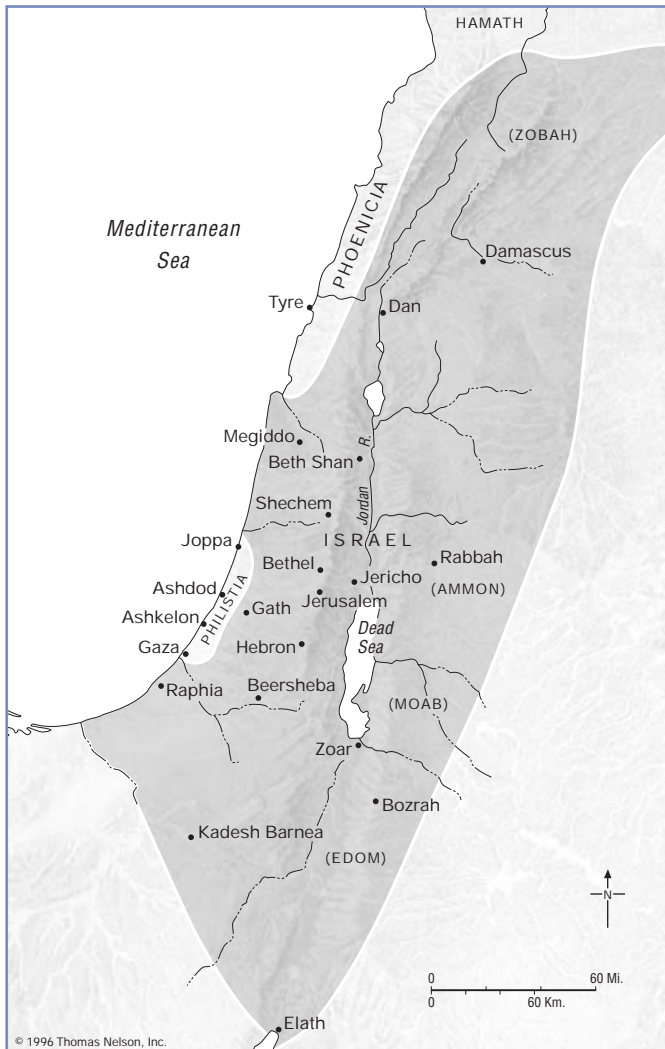 HAMATH
(ZOBAH)
PHOENICIA
Mediterranean
Sea
Damascus
Tyre
Dan
Megiddo
Beth Shan
Jordan R.
Shechem
ISRAEL
Joppa
Bethel
Rabbah
Jericho
(AMMON)
Ashdod
Jerusalem
Gath
PHILISTIA
Ashkelon
Dead
Sea
Hebron
Gaza
Raphia
Beersheba
(MOAB)
Zoar
Bozrah
Kadesh Barnea
(EDOM)
N
0 60 Mi.
0 60 Km.
Elath
© 1996 Thomas Nelson, Inc.